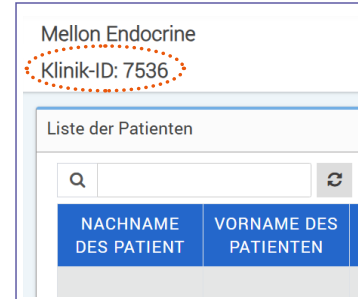 Mellon Endocrine
Klinik-ID: 7536
Liste der Patienten
NACHNAME DES PATIENT
VORNAME DES PATIENTEN